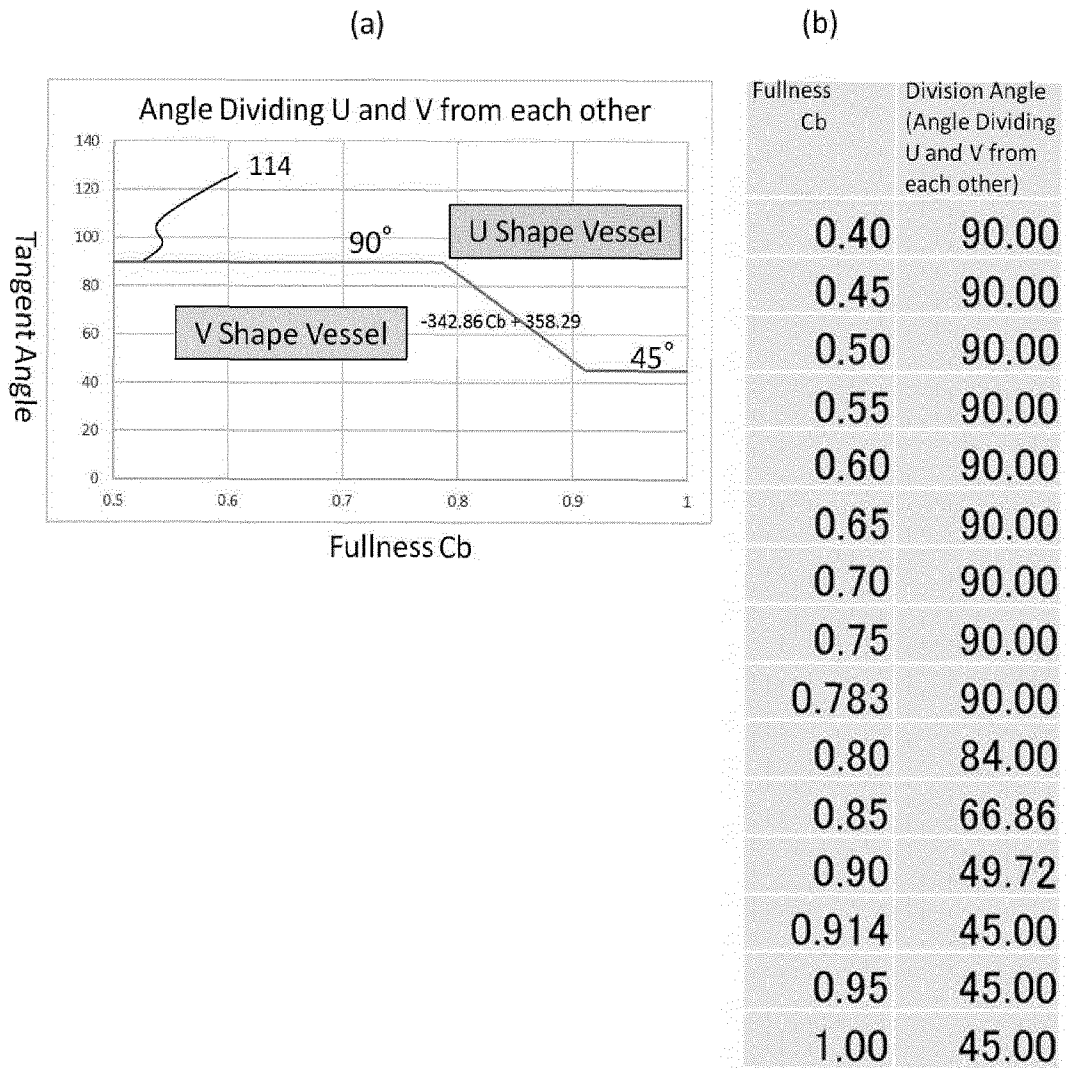 (a)
Angle Dividing U and V from each other
140
120
100
80
60
40
20
0
114
90°
U Shape Vessel
V Shape Vessel
-342.86 Cb + 358.29
45°
Tangent Angle
0.5 0.6 0.7 0.8 0.9 1
Fullness Cb
(b)
Fullness Cb Division Angle (Angle Dividing U and V from each other)
0.40 90.00
0.45 90.00
0.50 90.00
0.55 90.00
0.60 90.00
0.65 90.00
0.70 90.00
0.75 90.00
0.783 90.00
0.80 84.00
0.85 66.86
0.90 49.72
0.914 45.00
0.95 45.00
1.00 45.00